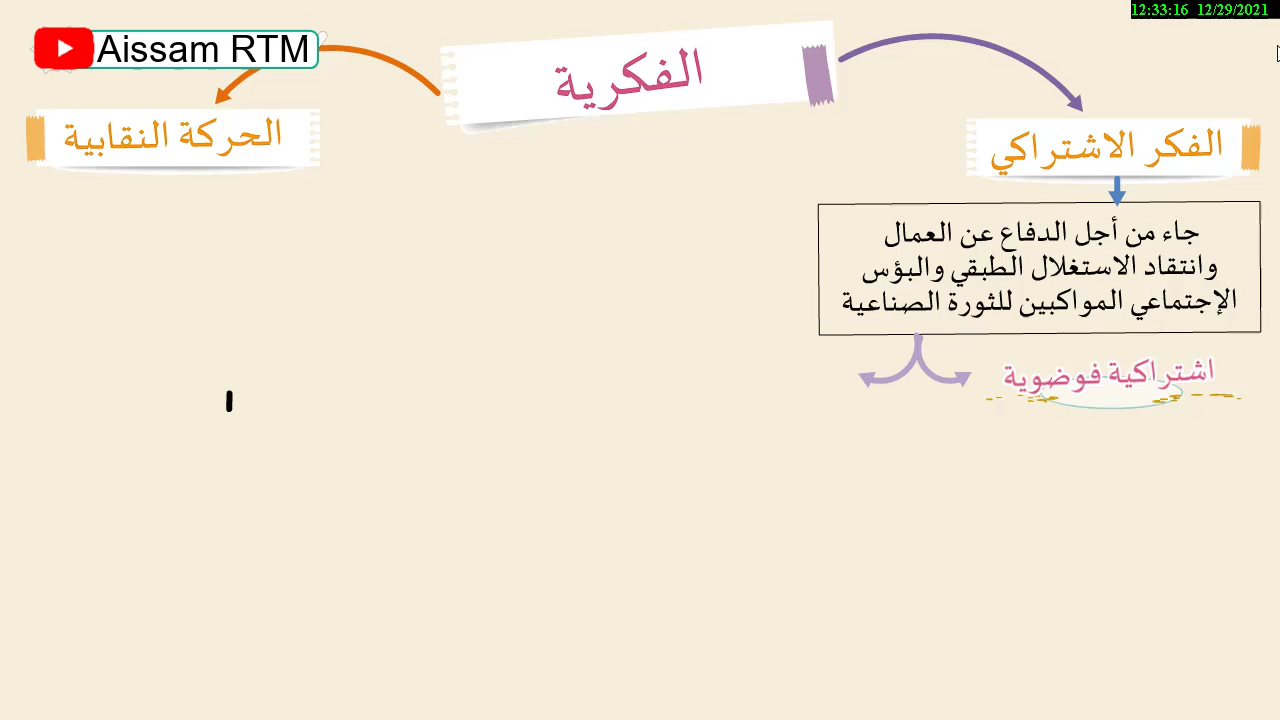 12:33:16 12/29/2021
Aissam RTM
الفكرية
الفكر الاشتراكي
الحركة النقابية
جاء من أجل الدفاع عن العمال
وانتقاد الاستغلال الطبقي والبؤس
الإجتماعي المواكبين للثورة الصناعية
اشتراكية فوضوية